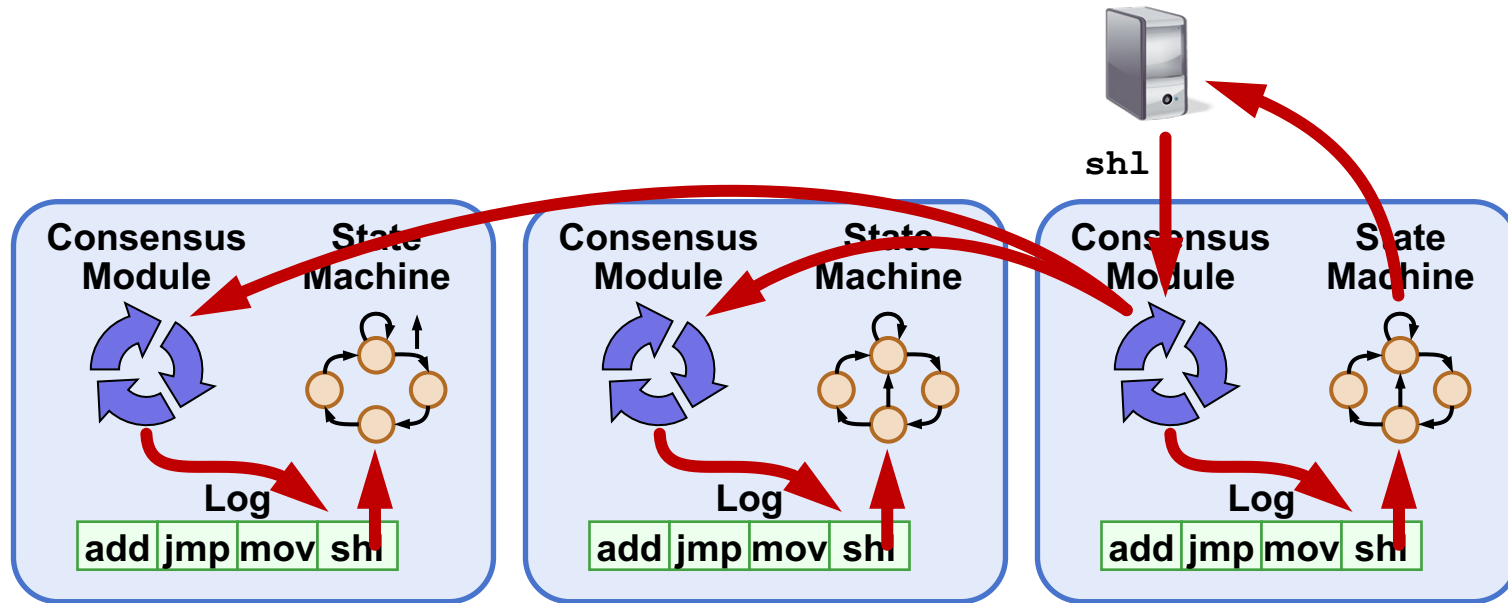 shl
Consensus
Module
State
Machine
Log
add jmp mov shl
Consensus
Module
State
Machine
Log
add jmp mov shl
Consensus
Module
State
Machine
Log
add jmp mov shl